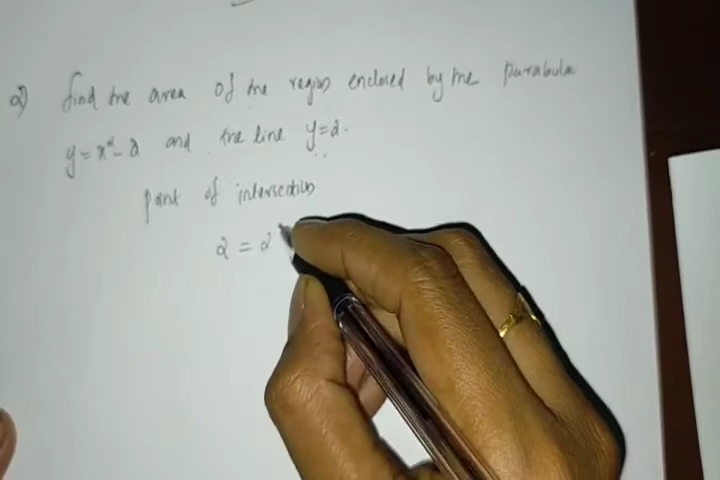 2) find the area of the region enclosed by the parabola
y = x² - 2 and the line y = 2.
point of intersection
2 = 2